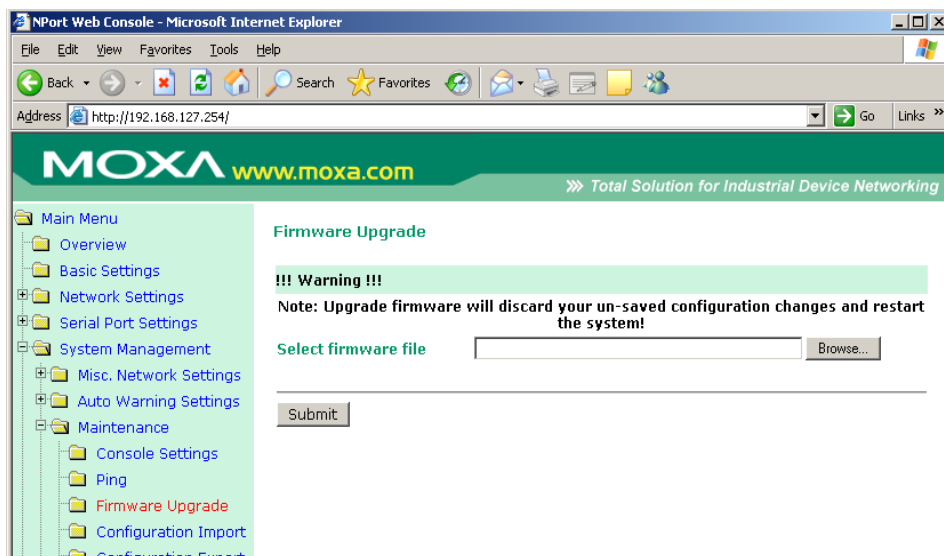 NPort Web Console - Microsoft Internet Explorer
File Edit View Favorites Tools Help
Back Search Favorites
Address http://192.168.127.254/ Go Links »
MOXA www.moxa.com
Total Solution for Industrial Device Networking
Main Menu
Overview
Basic Settings
Network Settings
Serial Port Settings
System Management
Misc. Network Settings
Auto Warning Settings
Maintenance
Console Settings
Ping
Firmware Upgrade
Configuration Import
Configuration Export
Firmware Upgrade
!!! Warning !!!
Note: Upgrade firmware will discard your un-saved configuration changes and restart
the system!
Select firmware file Browse...
Submit